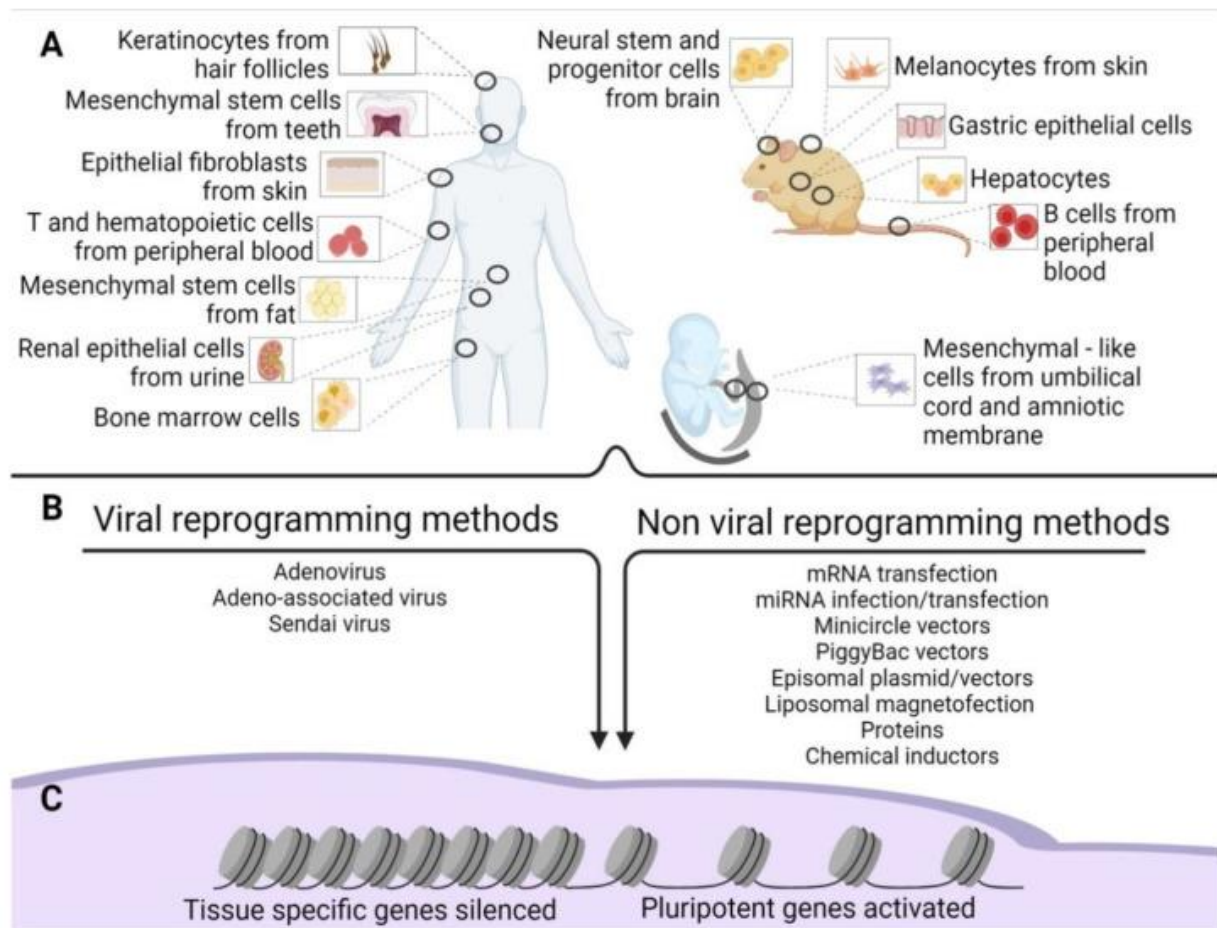 A
Keratinocytes from
hair follicles
Mesenchymal stem cells
from teeth
Epithelial fibroblasts
from skin
T and hematopoietic cells
from peripheral blood
Mesenchymal stem cells
from fat
Renal epithelial cells
from urine
Bone marrow cells
Neural stem and
progenitor cells
from brain
Melanocytes from skin
Gastric epithelial cells
Hepatocytes
B cells from
peripheral
blood
Mesenchymal - like
cells from umbilical
cord and amniotic
membrane
B
Viral reprogramming methods
Adenovirus
Adeno-associated virus
Sendai virus
Non viral reprogramming methods
mRNA transfection
miRNA infection/transfection
Minicircle vectors
PiggyBac vectors
Episomal plasmid/vectors
Liposomal magnetofection
Proteins
Chemical inductors
C
Tissue specific genes silenced
Pluripotent genes activated